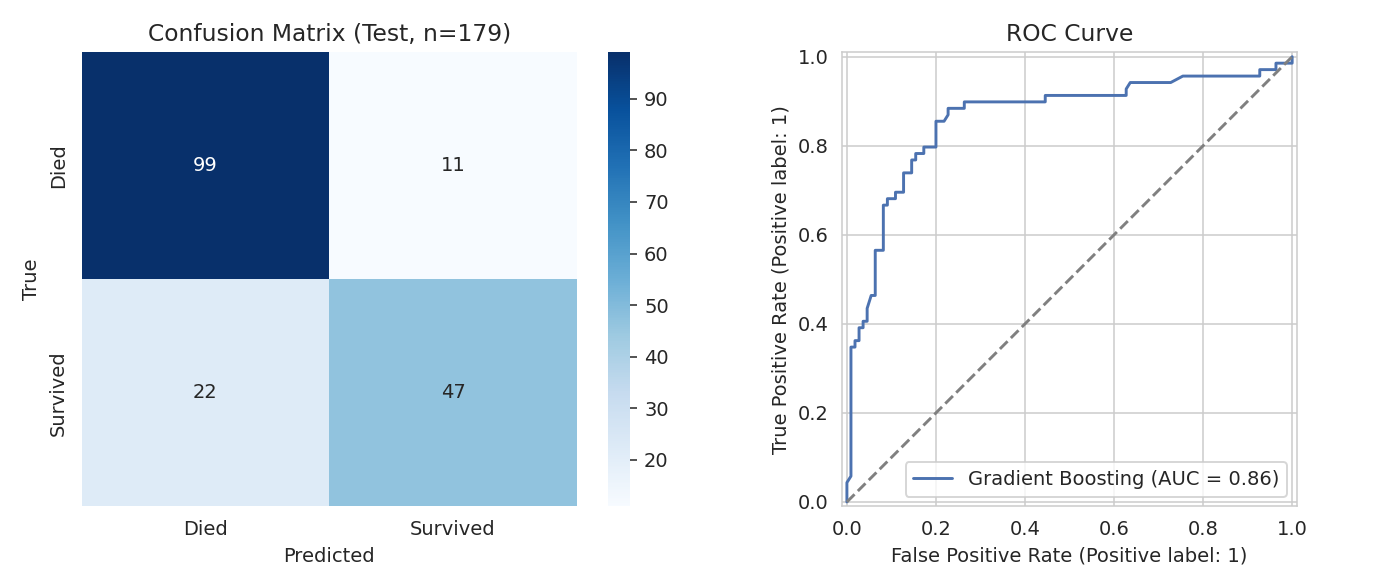 Confusion Matrix (Test, n=179)
Died
Survived
True
99
11
22
47
Died
Survived
Predicted
90
80
70
60
50
40
30
20
ROC Curve
True Positive Rate (Positive label: 1)
1.0
0.8
0.6
0.4
0.2
0.0
Gradient Boosting (AUC = 0.86)
0.0
0.2
0.4
0.6
0.8
1.0
False Positive Rate (Positive label: 1)